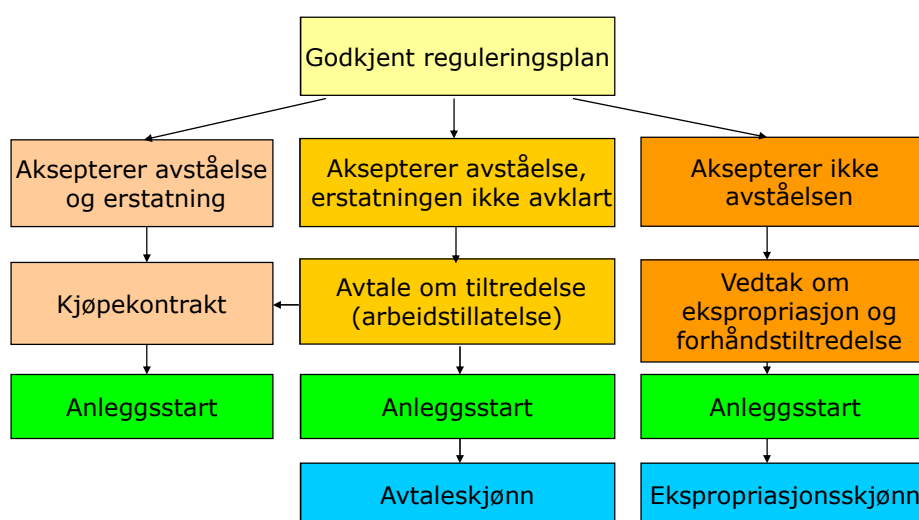 Godkjent reguleringsplan
Aksepterer avståelse
og erstatning
Aksepterer avståelse,
erstatningen ikke avklart
Aksepterer ikke
avståelsen
Kjøpekontrakt
Avtale om tiltredelse
(arbeidstillatelse)
Vedtak om
ekspropriasjon og
forhåndstiltredelse
Anleggsstart
Anleggsstart
Anleggsstart
Avtaleskjønn
Ekspropriasjonsskjønn